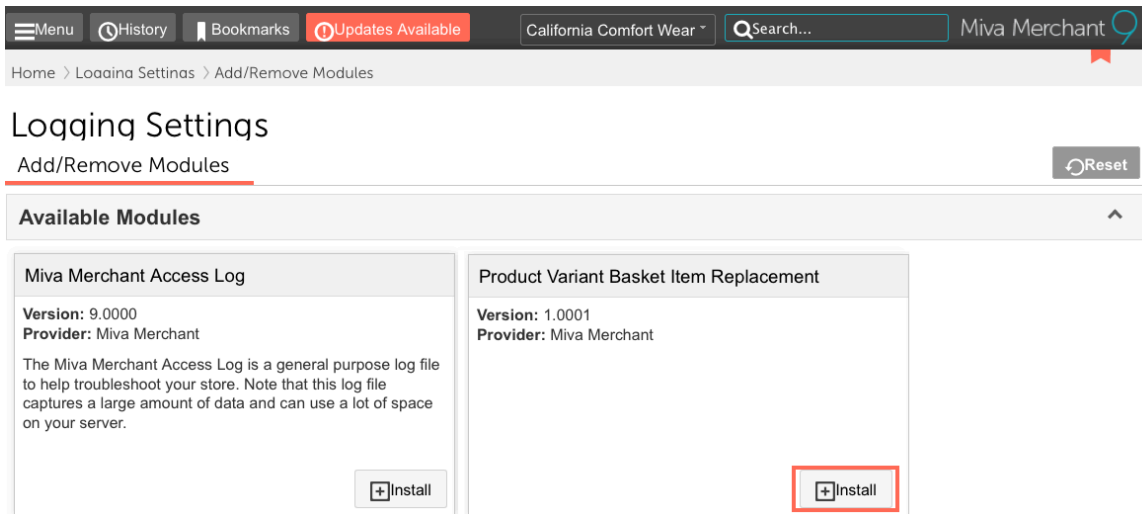 Menu History Bookmarks Updates Available California Comfort Wear Search... Miva Merchant 9
Home > Logging Settings > Add/Remove Modules
Logging Settings
Add/Remove Modules
Reset
Available Modules
Miva Merchant Access Log
Version: 9.0000
Provider: Miva Merchant
The Miva Merchant Access Log is a general purpose log file
to help troubleshoot your store. Note that this log file
captures a large amount of data and can use a lot of space
on your server.
Install
Product Variant Basket Item Replacement
Version: 1.0001
Provider: Miva Merchant
Install